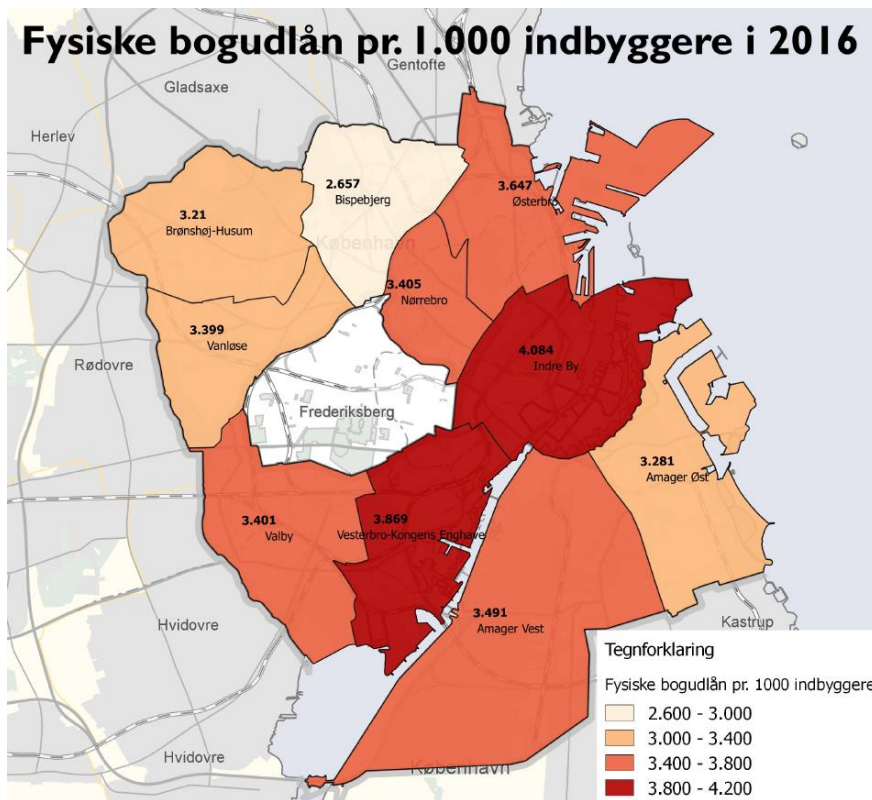 Fysiske bogudlån pr. 1.000 indbyggere i 2016
Gentofte
Gladsaxe
Herlev
2.657
Bispebjerg
3.647
Østerbro
3.21
Brønshøj-Husum
København
3.405
Nørrebro
3.399
Vanløse
4.084
Indre By
Rødovre
Frederiksberg
3.281
Amager Øst
3.401
Valby
3.869
Vesterbro-Kongens Enghave
3.491
Amager Vest
Hvidovre
Kastrup
Hvidovre
København
Tegnforklaring
Fysiske bogudlån pr. 1000 indbyggere
2.600 - 3.000
3.000 - 3.400
3.400 - 3.800
3.800 - 4.200